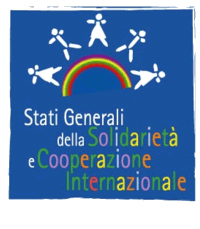 Stati Generali
della Solidarietà
e Cooperazione
Internazionale